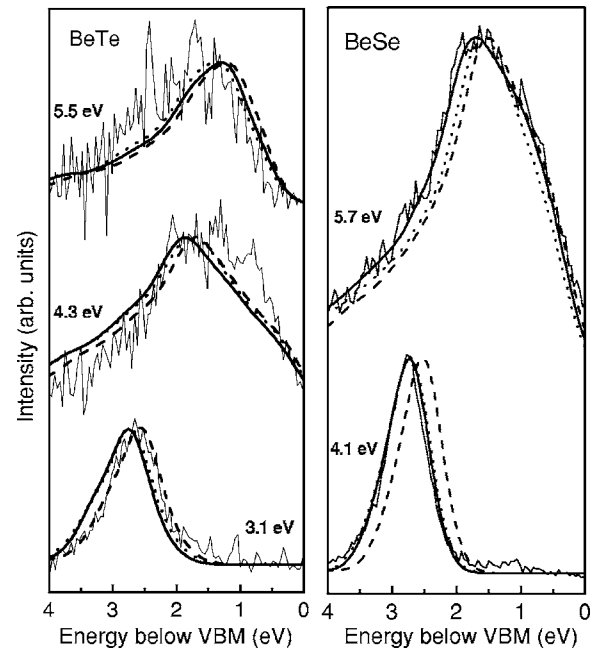 BeTe
5.5 eV
4.3 eV
3.1 eV
4 3 2 1 0
Energy below VBM (eV)
Intensity (arb. units)
BeSe
5.7 eV
4.1 eV
4 3 2 1 0
Energy below VBM (eV)